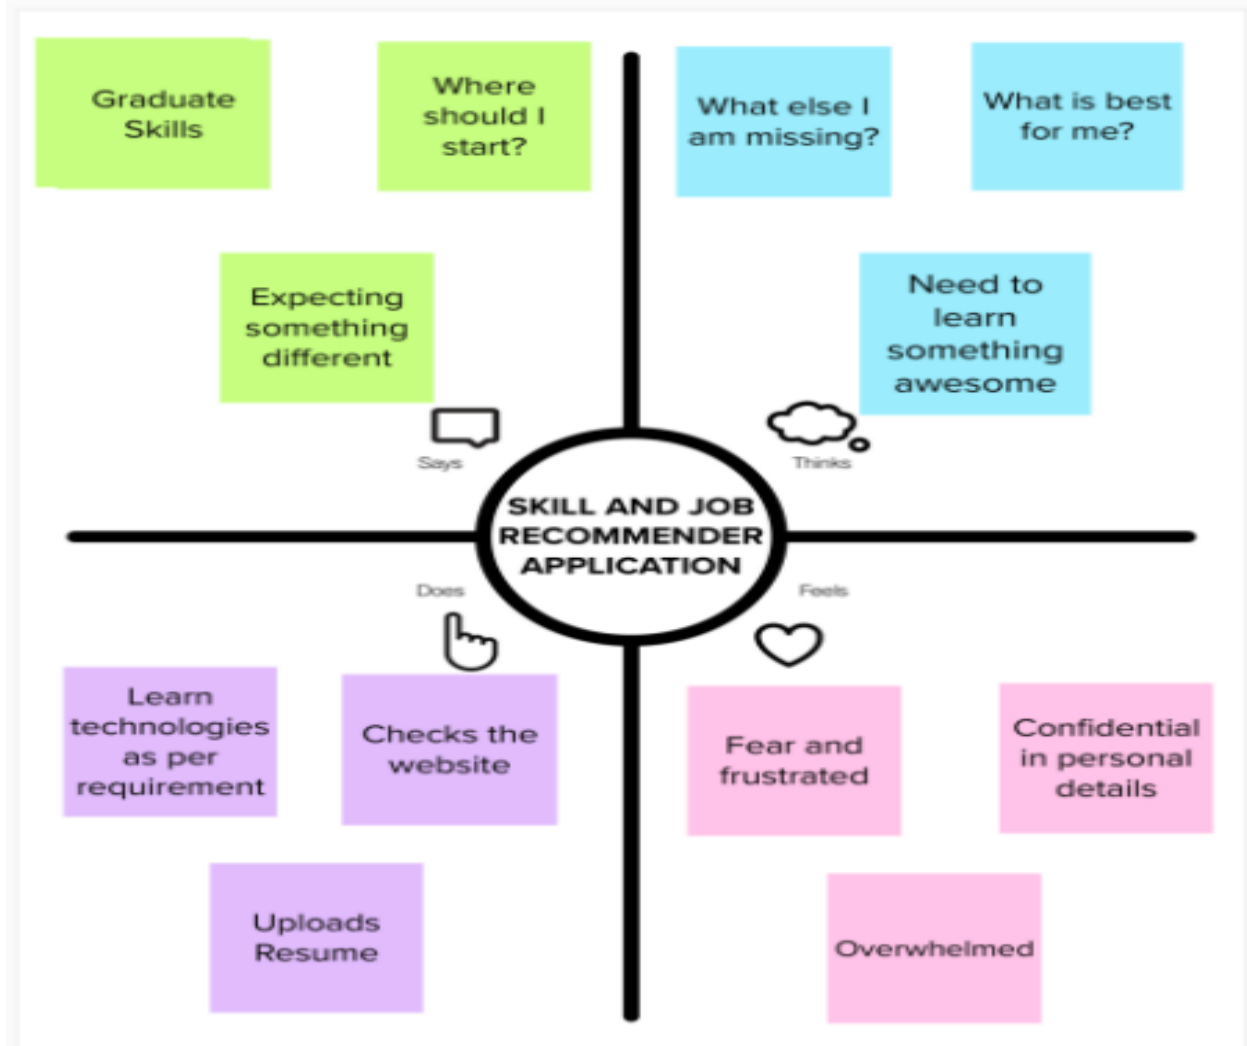 Graduate
Skills
Where
should I
start?
What else I
am missing?
What is best
for me?
Expecting
something
different
Need to
learn
something
awesome
Says
Thinks
SKILL AND JOB
RECOMMENDER
APPLICATION
Does
Feels
Learn
technologies
as per
requirement
Checks the
website
Fear and
frustrated
Confidential
in personal
details
Uploads
Resume
Overwhelmed